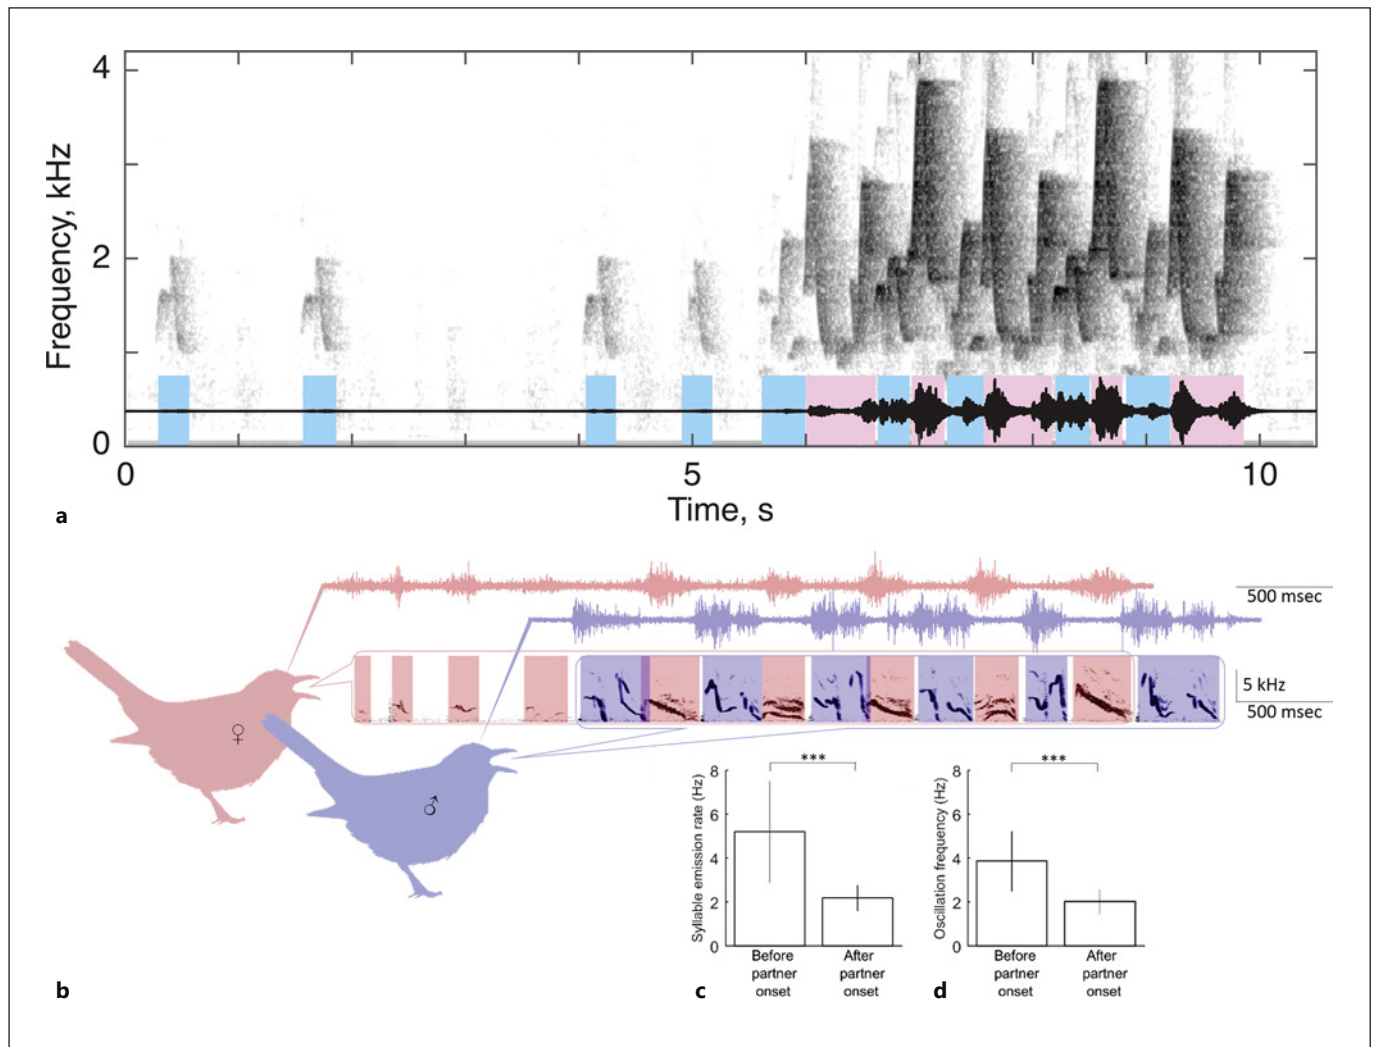 4
2
0
Frequency, kHz
0
5
10
Time, s
a
500 msec
♀
♂
5 kHz
500 msec
b
8
6
4
2
0
Syllable emission rate (Hz)
***
Before
partner
onset
After
partner
onset
c
8
6
4
2
0
Oscillation frequency (Hz)
***
Before
partner
onset
After
partner
onset
d